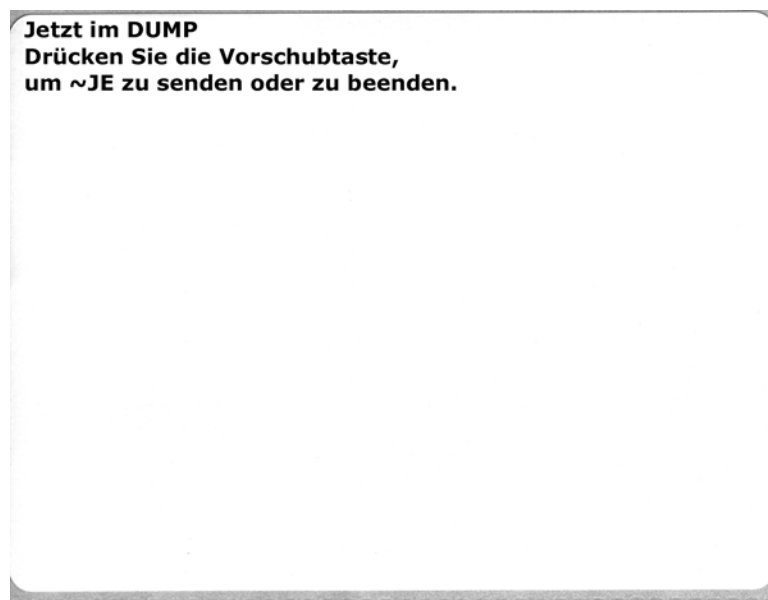 Jetzt im DUMP
Drücken Sie die Vorschubtaste,
um ~JE zu senden oder zu beenden.